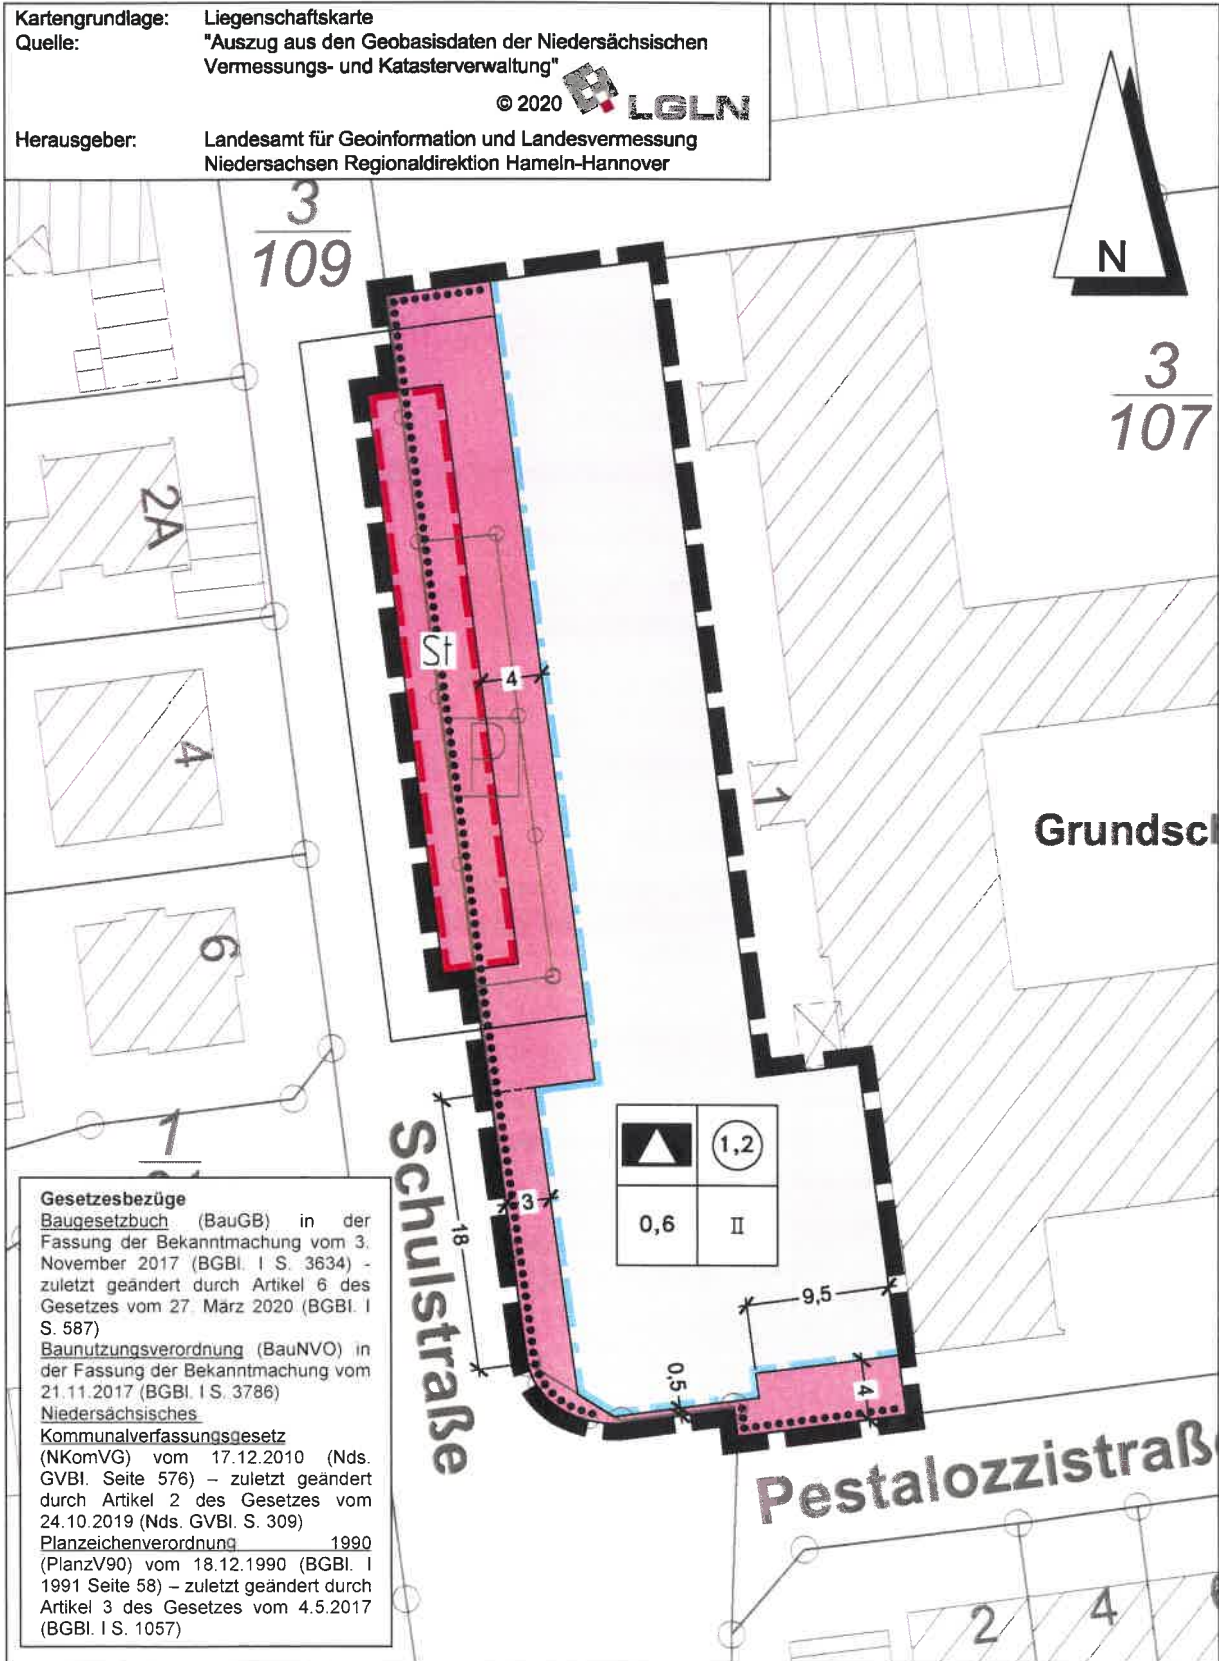 Kartengrundlage: Liegenschaftskarte
Quelle: "Auszug aus den Geobasisdaten der Niedersächsischen
Vermessungs- und Katasterverwaltung"
© 2020 LGLN
Herausgeber: Landesamt für Geoinformation und Landesvermessung
Niedersachsen Regionaldirektion Hameln-Hannover
3
109
N
3
107
2A
St
4
4
P
1
Grundsc
6
1
Schulstraße
1,2
0,6 II
3
18
9,5
0,5
4
Pestalozzistraß
2
4
Gesetzesbezüge
Baugesetzbuch (BauGB) in der
Fassung der Bekanntmachung vom 3.
November 2017 (BGBl. I S. 3634) -
zuletzt geändert durch Artikel 6 des
Gesetzes vom 27. März 2020 (BGBl. I
S. 587)
Baunutzungsverordnung (BauNVO) in
der Fassung der Bekanntmachung vom
21.11.2017 (BGBl. I S. 3786)
Niedersächsisches
Kommunalverfassungsgesetz
(NKomVG) vom 17.12.2010 (Nds.
GVBl. Seite 576) – zuletzt geändert
durch Artikel 2 des Gesetzes vom
24.10.2019 (Nds. GVBl. S. 309)
Planzeichenverordnung 1990
(PlanzV90) vom 18.12.1990 (BGBl. I
1991 Seite 58) – zuletzt geändert durch
Artikel 3 des Gesetzes vom 4.5.2017
(BGBl. I S. 1057)